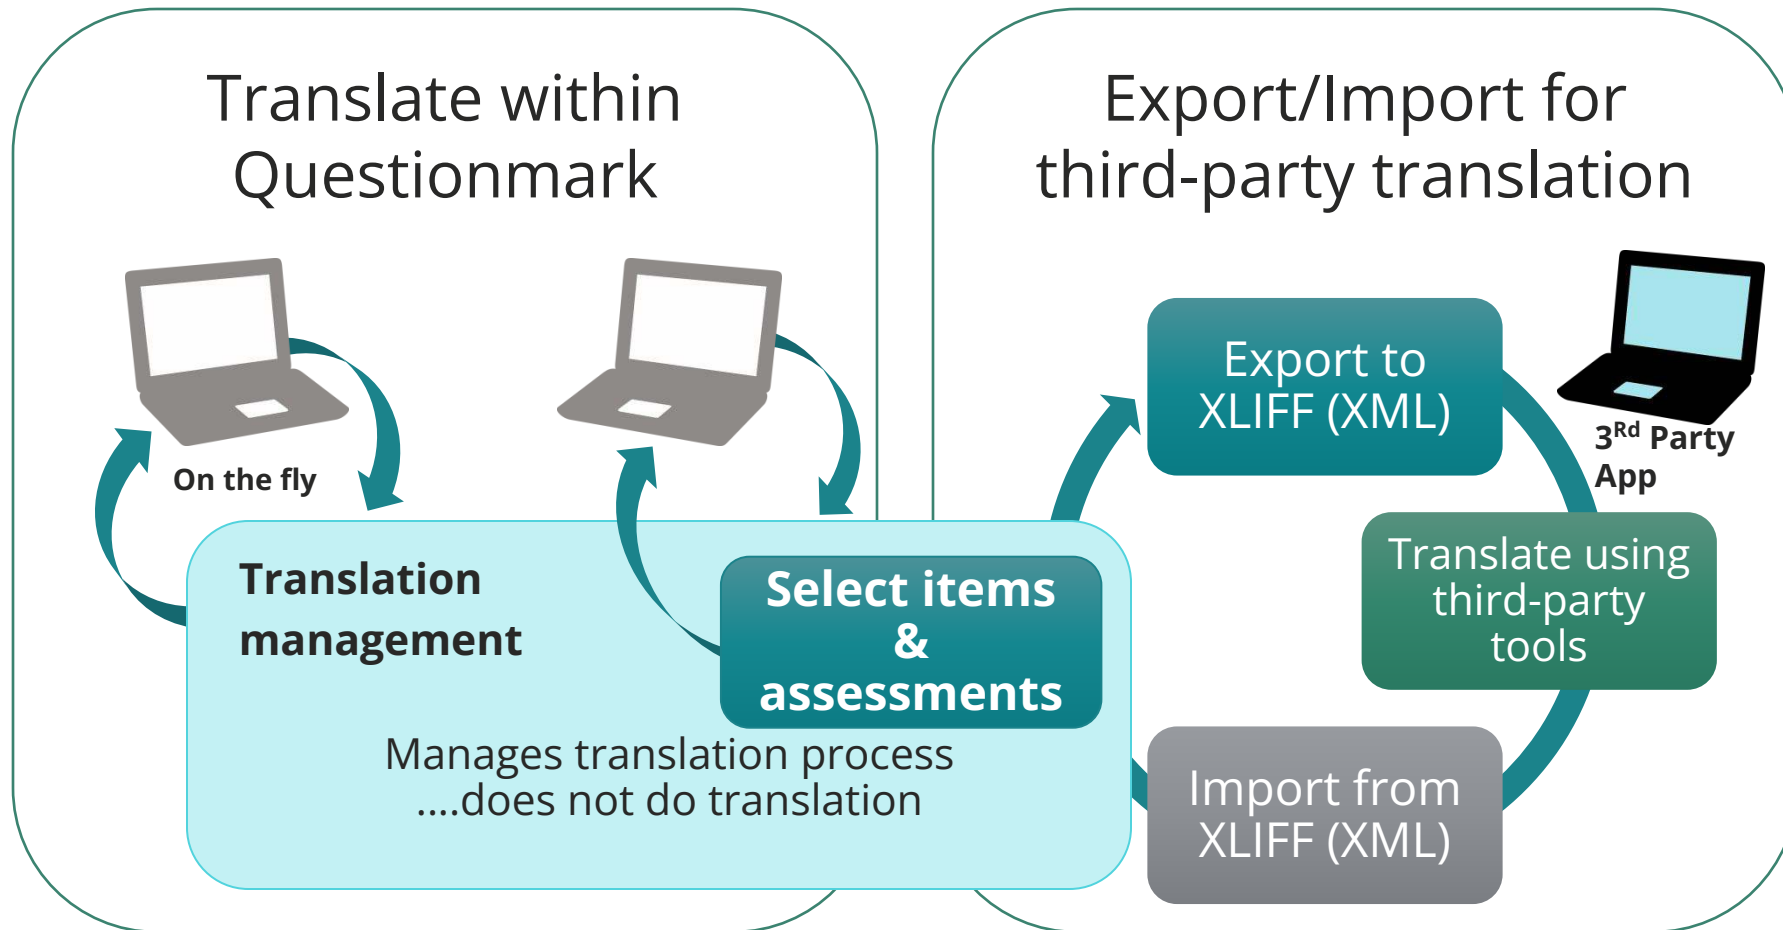 Translate within
Questionmark
Export/Import for
third-party translation
On the fly
Translation
management
Select items
&
assessments
Manages translation process
....does not do translation
Export to
XLIFF (XML)
3Rd Party
App
Translate using
third-party
tools
Import from
XLIFF (XML)